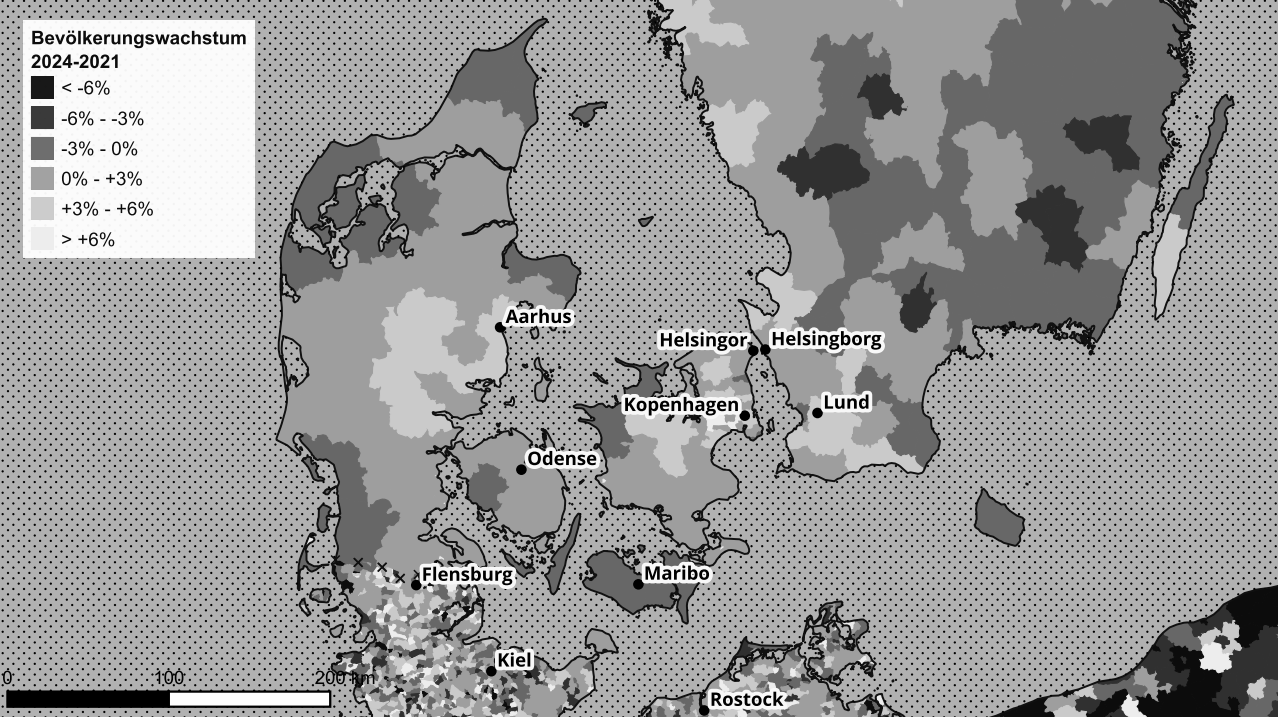 Bevölkerungswachstum
2024-2021
< -6%
-6% - -3%
-3% - 0%
0% - +3%
+3% - +6%
> +6%
Aarhus
Helsingor
Helsingborg
Kopenhagen
Lund
Odense
Flensburg
Maribo
Kiel
Rostock
0 100 200 km